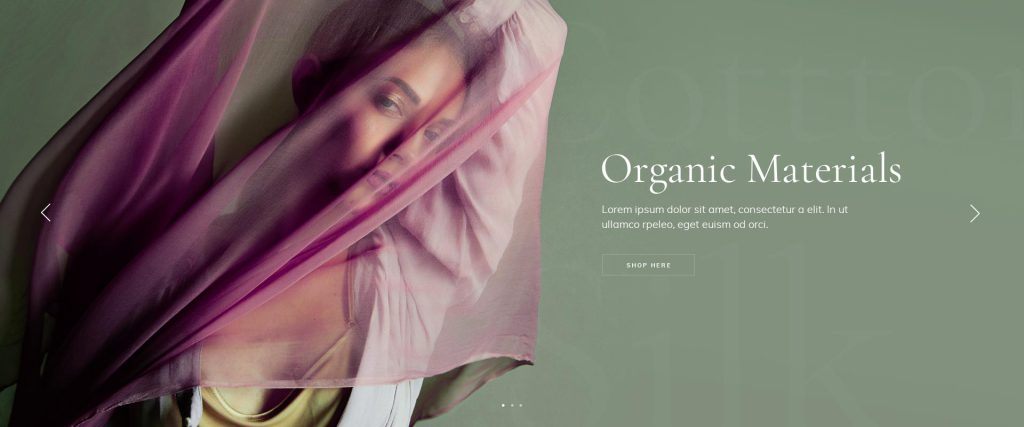 Cottton
Organic Materials
Lorem ipsum dolor sit amet, consectetur a elit. In ut
ullamco rpeleo, eget euism od orci.
SHOP HERE
Silk